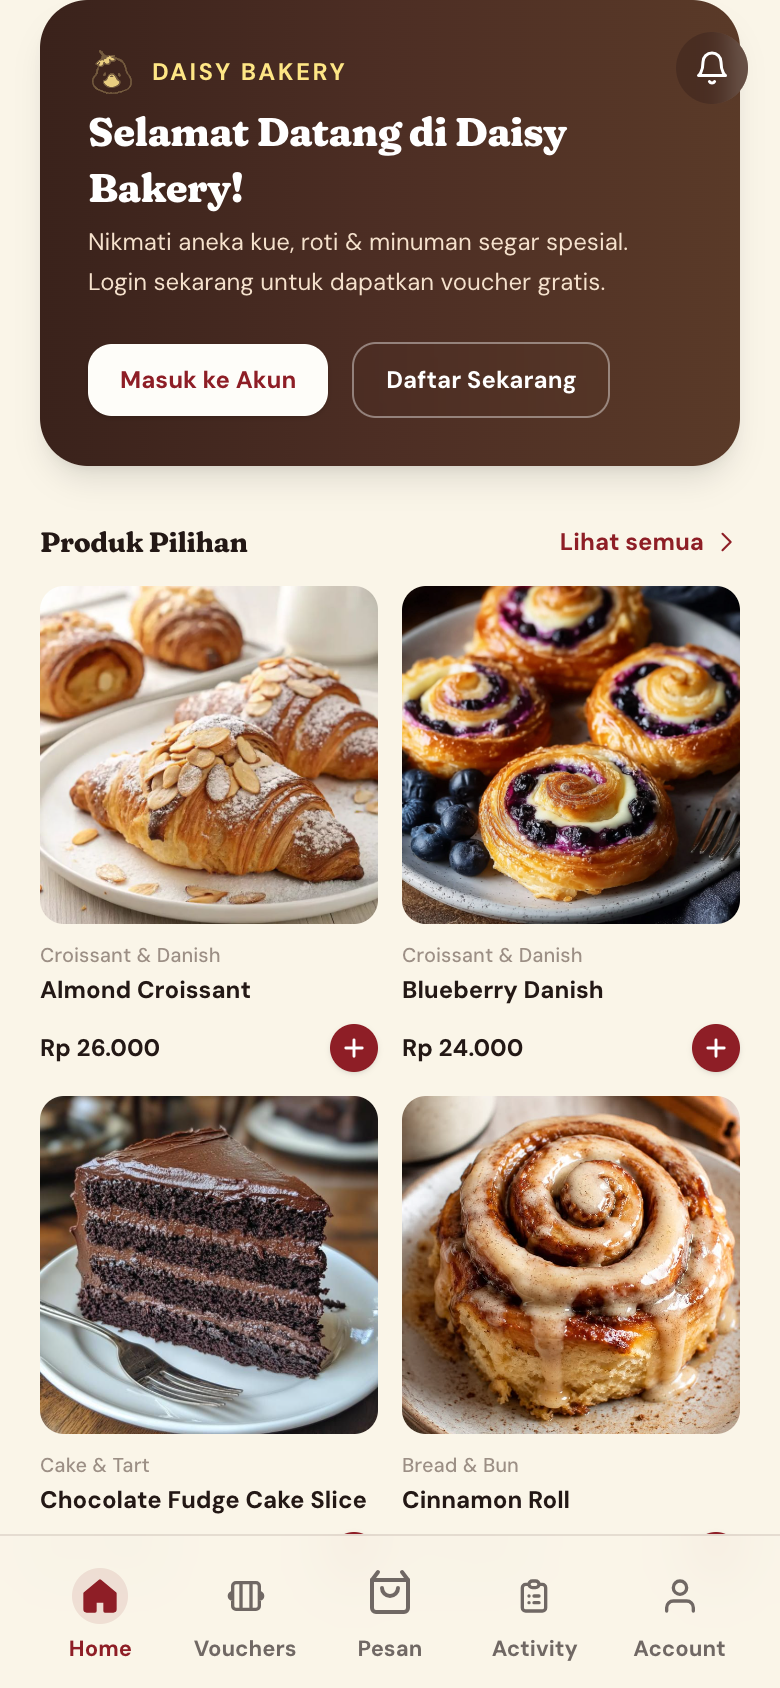 DAISY BAKERY
Selamat Datang di Daisy
Bakery!
Nikmati aneka kue, roti & minuman segar spesial.
Login sekarang untuk dapatkan voucher gratis.
Masuk ke Akun
Daftar Sekarang
Produk Pilihan
Lihat semua
Croissant & Danish
Almond Croissant
Rp 26.000
Croissant & Danish
Blueberry Danish
Rp 24.000
Cake & Tart
Chocolate Fudge Cake Slice
Bread & Bun
Cinnamon Roll
Home
Vouchers
Pesan
Activity
Account